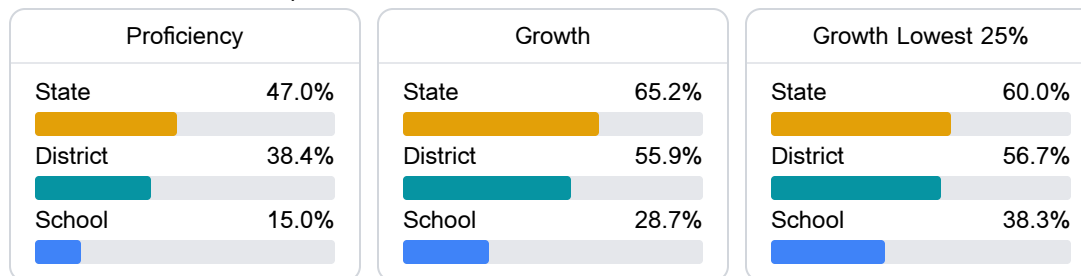 Proficiency
State 47.0%
District 38.4%
School 15.0%
Growth
State 65.2%
District 55.9%
School 28.7%
Growth Lowest 25%
State 60.0%
District 56.7%
School 38.3%